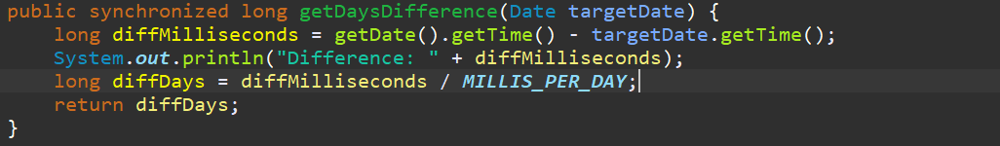 public synchronized long getDaysDifference(Date targetDate) {
    long diffMilliseconds = getDate().getTime() - targetDate.getTime();
    System.out.println("Difference: " + diffMilliseconds);
    long diffDays = diffMilliseconds / MILLIS_PER_DAY;
    return diffDays;
}